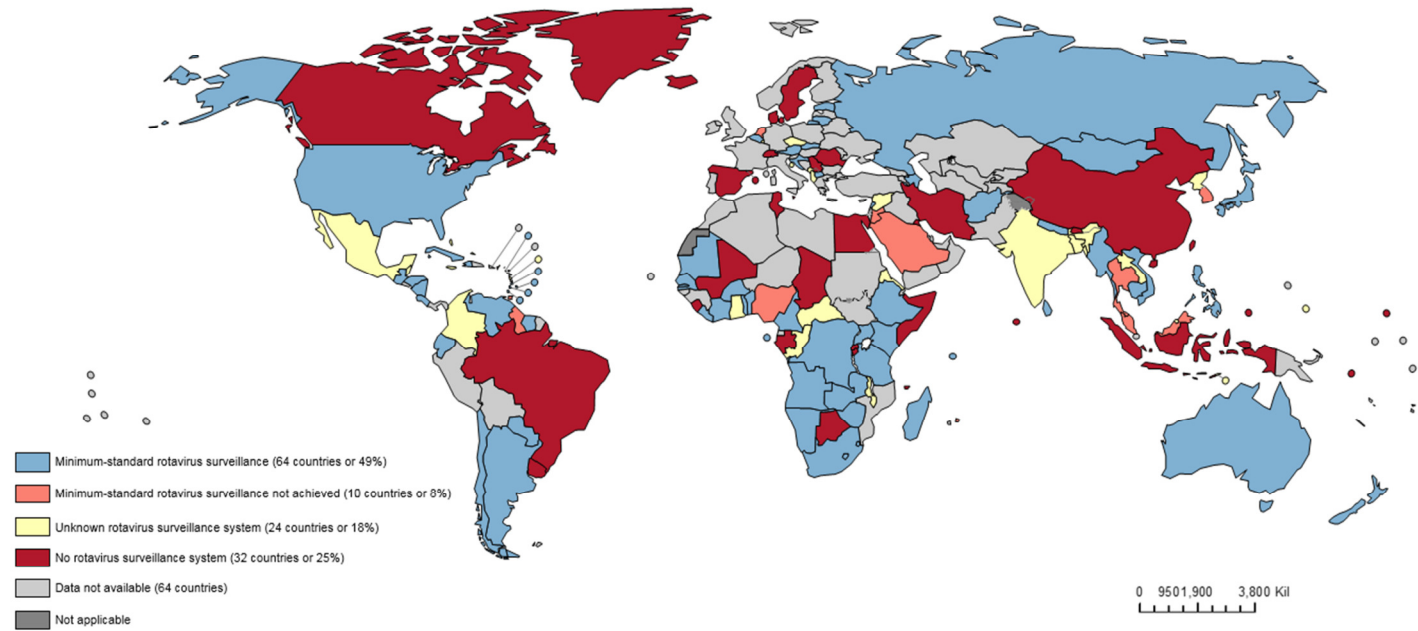 Minimum-standard rotavirus surveillance (64 countries or 49%)
Minimum-standard rotavirus surveillance not achieved (10 countries or 8%)
Unknown rotavirus surveillance system (24 countries or 18%)
No rotavirus surveillance system (32 countries or 25%)
Data not available (64 countries)
Not applicable
0 9501,900 3,800 Kil